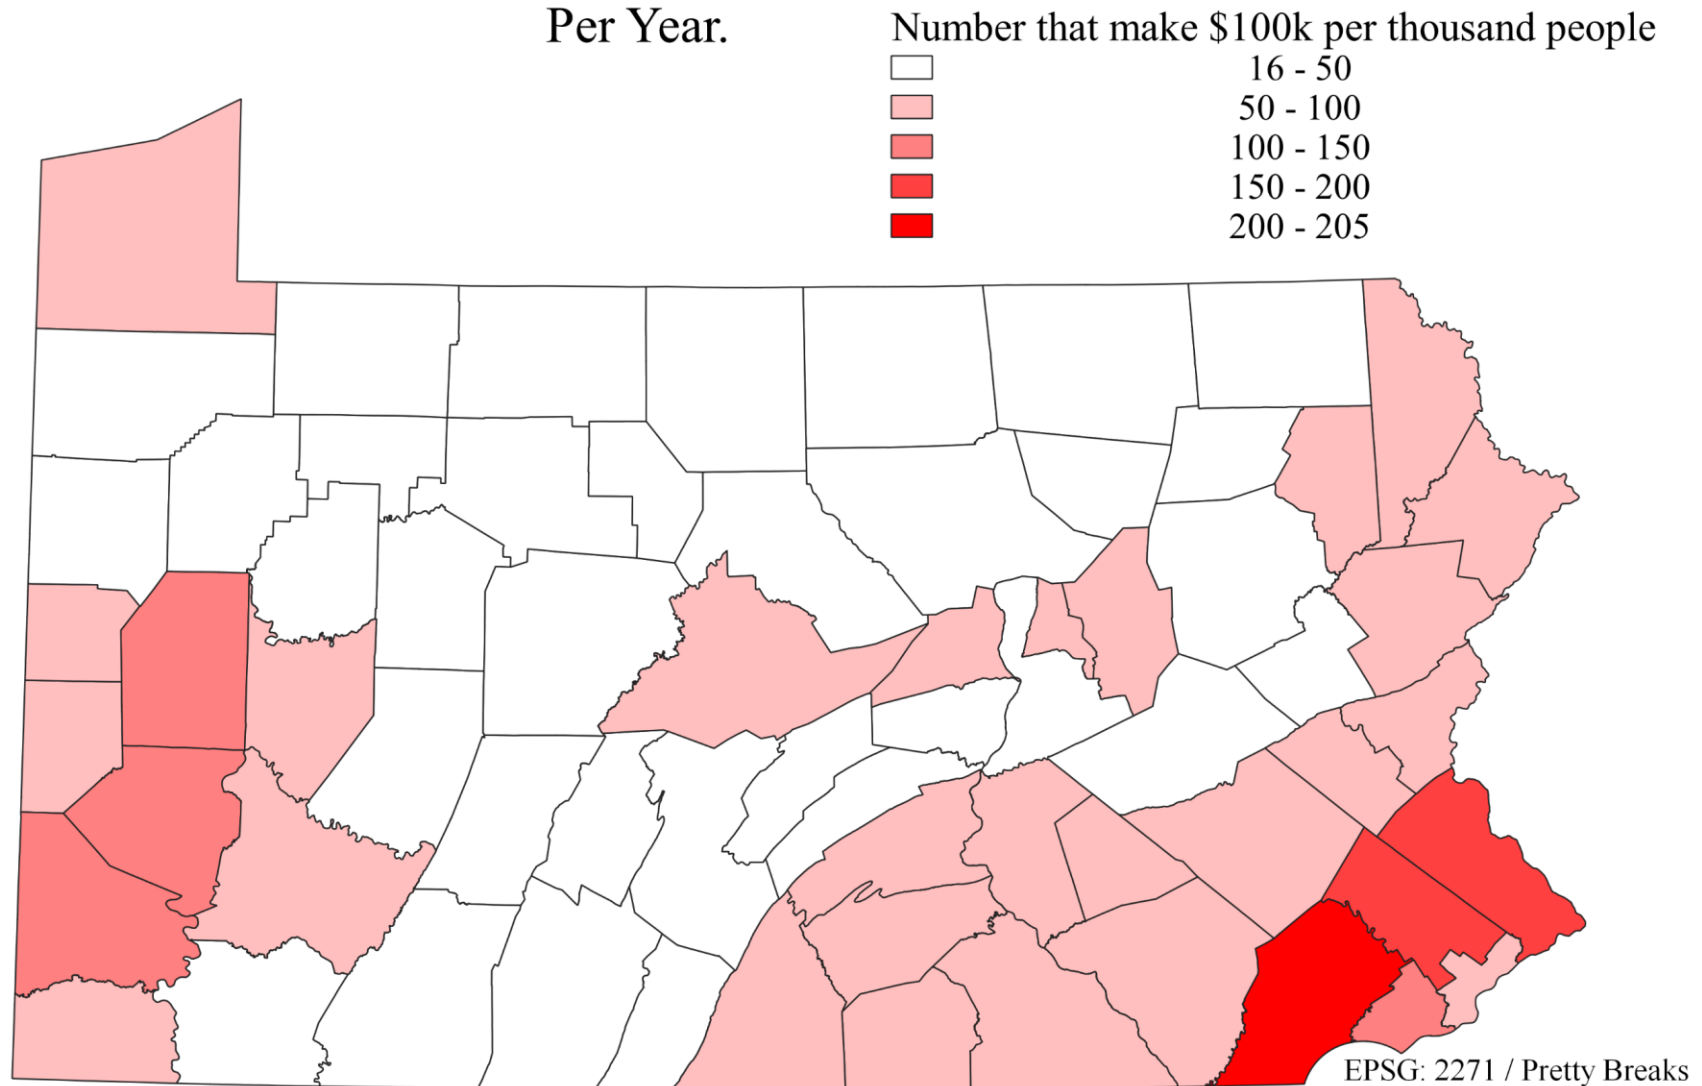 Per Year.
Number that make $100k per thousand people
16 - 50
50 - 100
100 - 150
150 - 200
200 - 205
EPSG: 2271 / Pretty Breaks